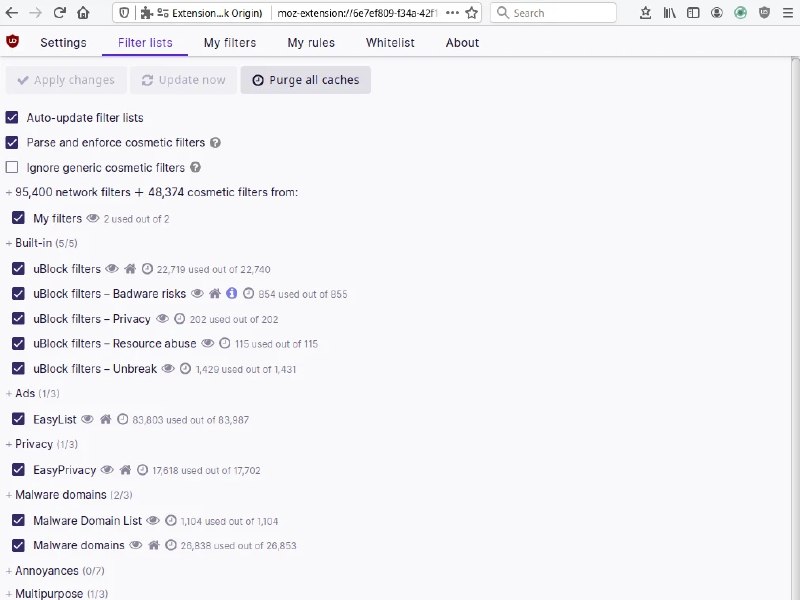 Extension...k Origin) moz-extension://6e7ef809-f34a-42f1 ••• Search
Settings Filter lists My filters My rules Whitelist About
Apply changes Update now Purge all caches
Auto-update filter lists
Parse and enforce cosmetic filters
Ignore generic cosmetic filters
+ 95,400 network filters + 48,374 cosmetic filters from:
My filters 2 used out of 2
+ Built-in (5/5)
uBlock filters 22,719 used out of 22,740
uBlock filters – Badware risks 854 used out of 855
uBlock filters – Privacy 202 used out of 202
uBlock filters – Resource abuse 115 used out of 115
uBlock filters – Unbreak 1,429 used out of 1,431
+ Ads (1/3)
EasyList 83,803 used out of 83,987
+ Privacy (1/3)
EasyPrivacy 17,618 used out of 17,702
+ Malware domains (2/3)
Malware Domain List 1,104 used out of 1,104
Malware domains 26,838 used out of 26,853
+ Annoyances (0/7)
+ Multipurpose (1/3)